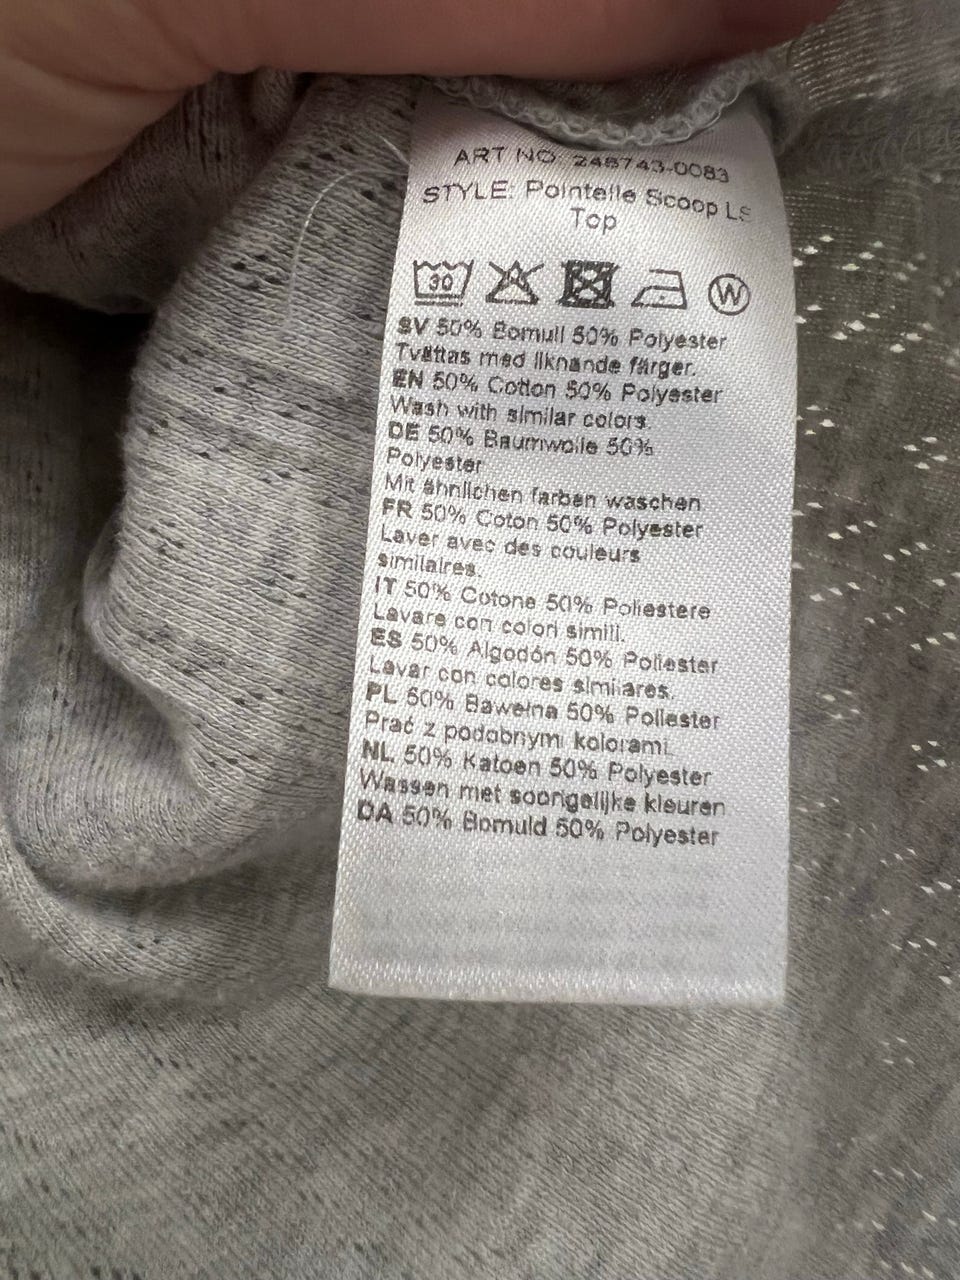 ART NO: 248743-0083
STYLE: Pointelle Scoop LS
Top
30 W
SV 50% Bomull 50% Polyester
Tvättas med liknande färger.
EN 50% Cotton 50% Polyester
Wash with similar colors.
DE 50% Baumwolle 50%
Polyester
Mit ähnlichen farben waschen
FR 50% Coton 50% Polyester
Laver avec des couleurs
similaires.
IT 50% Cotone 50% Poliestere
Lavare con colori simili.
ES 50% Algodón 50% Poliester
Lavar con colores similares.
PL 50% Bawełna 50% Poliester
Prać z podobnymi kolorami.
NL 50% Katoen 50% Polyester
Wassen met soortgelijke kleuren
DA 50% Bomuld 50% Polyester